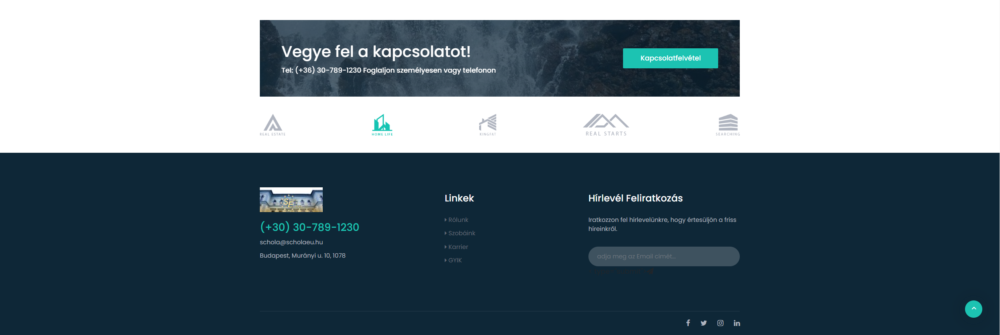 Vegye fel a kapcsolatot!
Tel: (+36) 30-789-1230 Foglaljon személyesen vagy telefonon
Kapcsolatfelvétel
REAL ESTATE
HOME LIFE
KINGFAT
REAL STARTS
SEARCHING
SE
(+30) 30-789-1230
schola@scholaeu.hu
Budapest, Murányi u. 10, 1078
Linkek
Rólunk
Szobáink
Karrier
GYIK
Hírlevél Feliratkozás
Iratkozzon fel hírlevelünkre, hogy értesüljön a friss
híreinkről.
adja meg az Email címét...